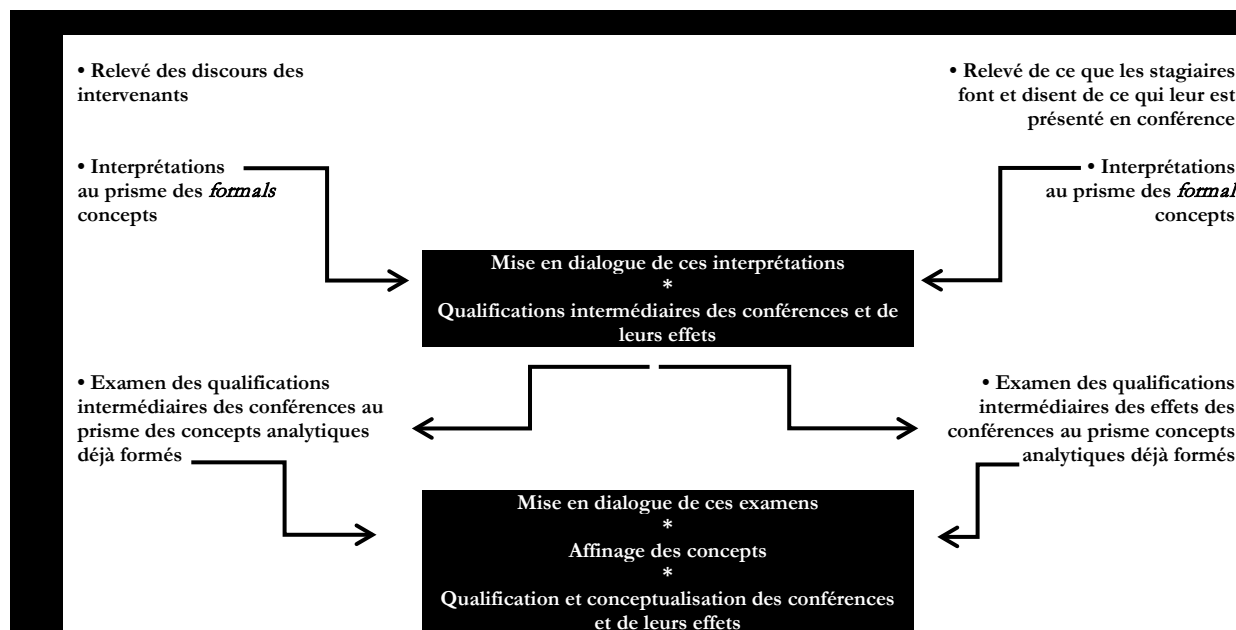 • Relevé des discours des
intervenants
• Relevé de ce que les stagiaires
font et disent de ce qui leur est
présenté en conférence
• Interprétations
au prisme des formals
concepts
• Interprétations
au prisme des formal
concepts
Mise en dialogue de ces interprétations
*
Qualifications intermédiaires des conférences et de
leurs effets
• Examen des qualifications
intermédiaires des conférences au
prisme des concepts analytiques
déjà formés
• Examen des qualifications
intermédiaires des effets des
conférences au prisme concepts
analytiques déjà formés
Mise en dialogue de ces examens
*
Affinage des concepts
*
Qualification et conceptualisation des conférences
et de leurs effets